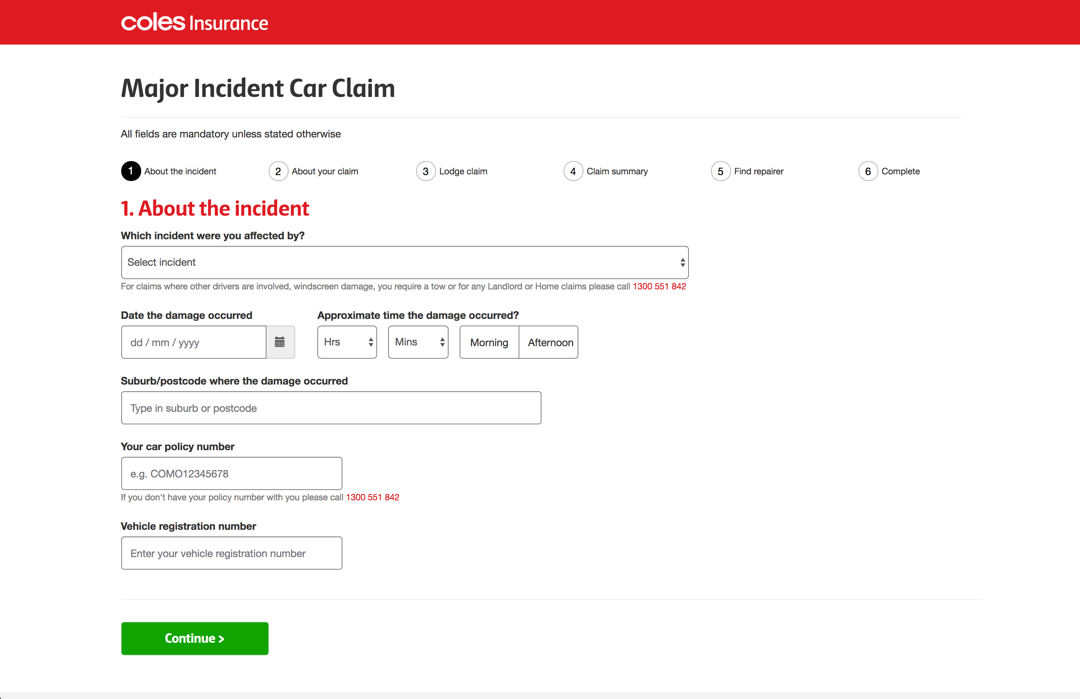 coles Insurance
Major Incident Car Claim
All fields are mandatory unless stated otherwise
1 About the incident 2 About your claim 3 Lodge claim 4 Claim summary 5 Find repairer 6 Complete
1. About the incident
Which incident were you affected by?
Select incident
For claims where other drivers are involved, windscreen damage, you require a tow or for any Landlord or Home claims please call 1300 551 842
Date the damage occurred Approximate time the damage occurred?
dd / mm / yyyy Hrs Mins Morning Afternoon
Suburb/postcode where the damage occurred
Type in suburb or postcode
Your car policy number
e.g. COMO12345678
If you don't have your policy number with you please call 1300 551 842
Vehicle registration number
Enter your vehicle registration number
Continue >